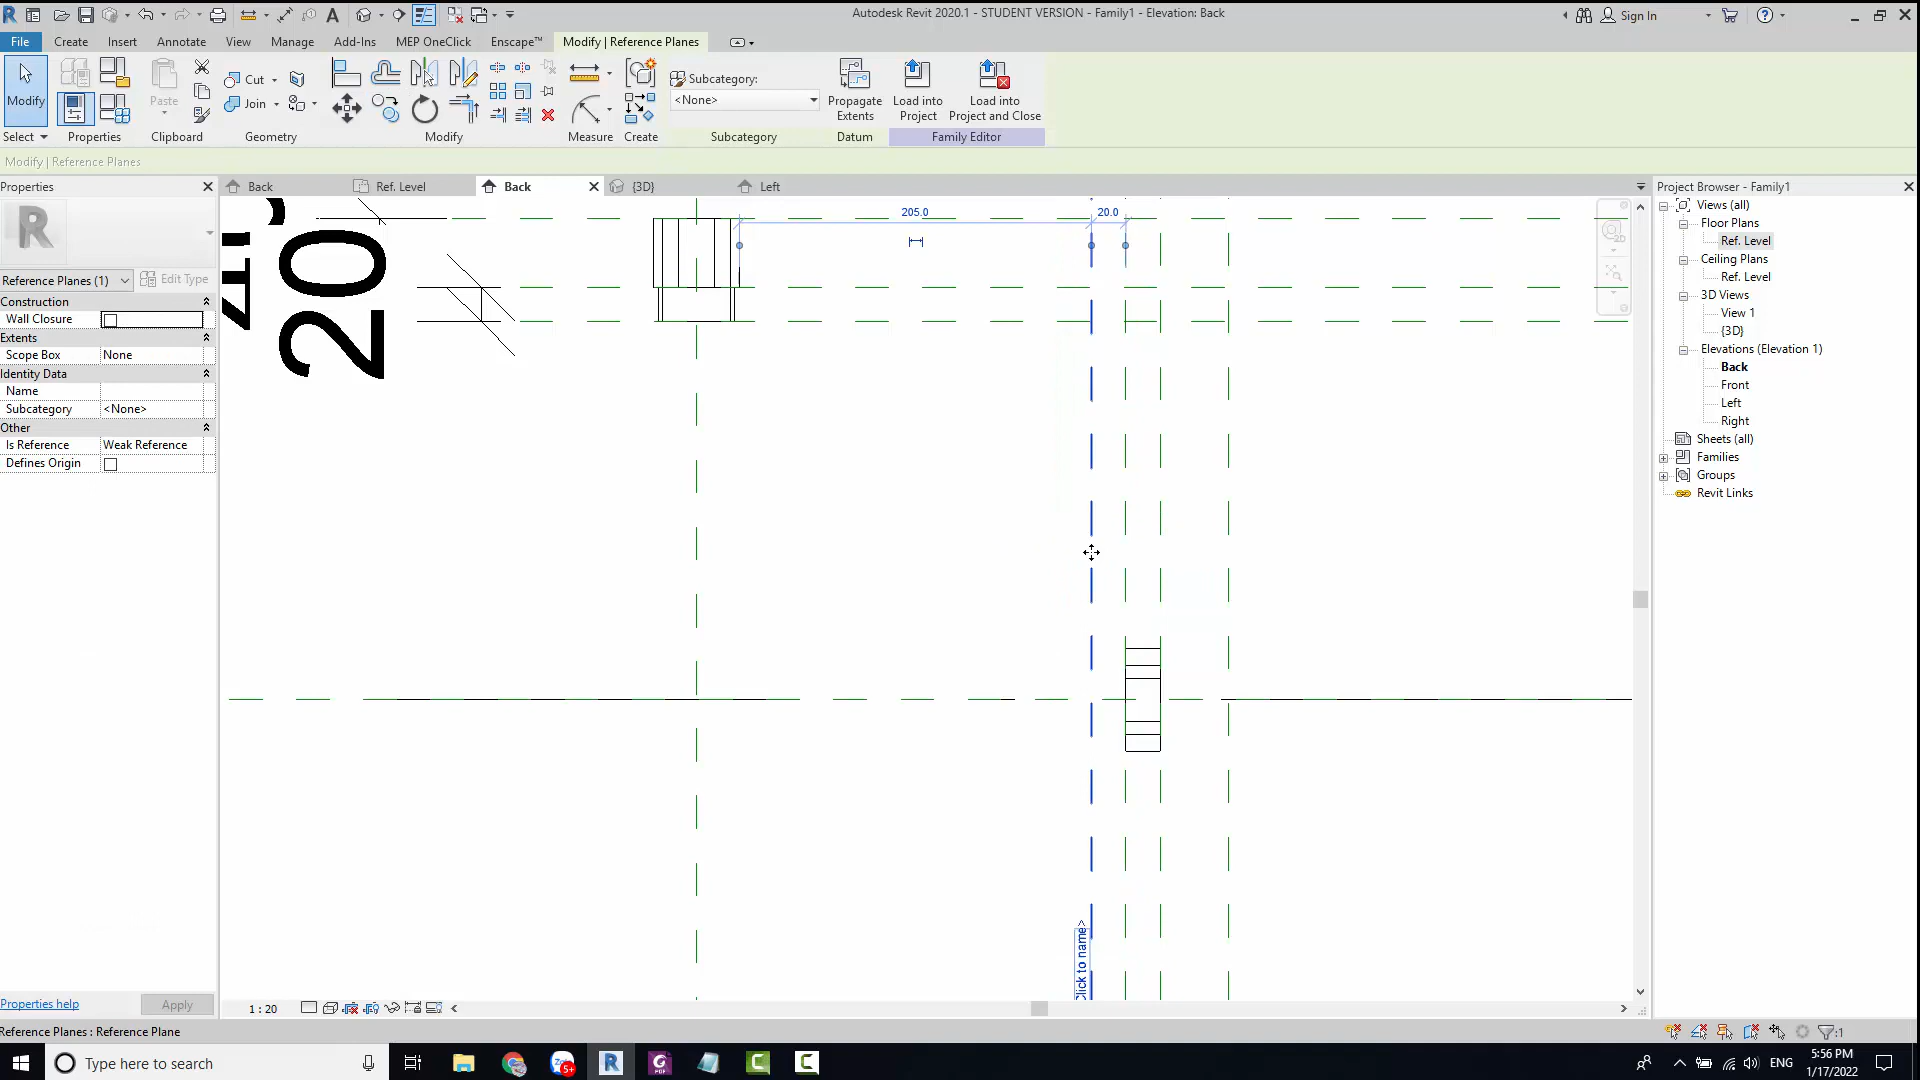 Autodesk Revit 2020.1 - STUDENT VERSION - Family1 - Elevation: Back
Sign In
File
Create
Insert
Annotate
View
Manage
Add-Ins
MEP OneClick
Enscape™
Modify | Reference Planes
Modify
Paste
Cut
Join
Subcategory:
<None>
Propagate Extents
Load into Project
Load into Project and Close
Select
Properties
Clipboard
Geometry
Modify
Measure
Create
Subcategory
Datum
Family Editor
Modify | Reference Planes
Properties
Back
Ref. Level
Back
{3D}
Left
Project Browser - Family1
Reference Planes (1)
Edit Type
Construction
Wall Closure
Extents
Scope Box None
Identity Data
Name
Subcategory <None>
Other
Is Reference Weak Reference
Defines Origin
Properties help
Apply
20
205.0
20.0
Click to name>
Views (all)
Floor Plans
Ref. Level
Ceiling Plans
Ref. Level
3D Views
View 1
{3D}
Elevations (Elevation 1)
Back
Front
Left
Right
Sheets (all)
Families
Groups
Revit Links
1 : 20
Reference Planes : Reference Plane
:1
Type here to search
5+
ENG
5:56 PM
1/17/2022